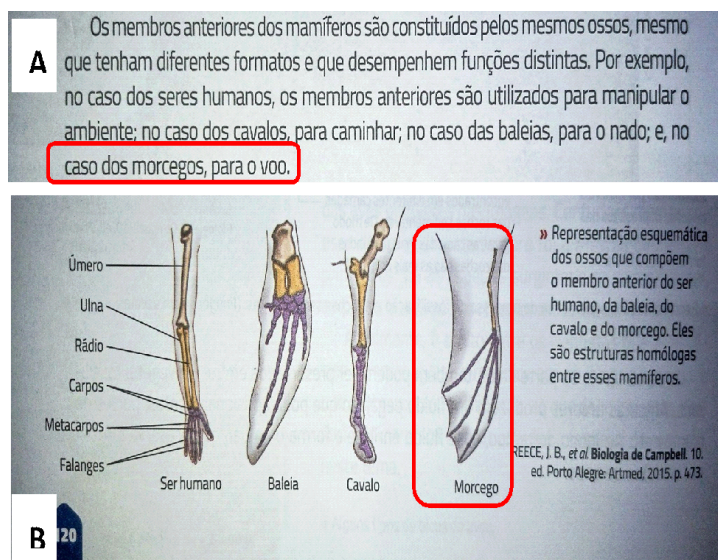 A
Os membros anteriores dos mamíferos são constituídos pelos mesmos ossos, mesmo
que tenham diferentes formatos e que desempenhem funções distintas. Por exemplo,
no caso dos seres humanos, os membros anteriores são utilizados para manipular o
ambiente; no caso dos cavalos, para caminhar; no caso das baleias, para o nado; e, no
caso dos morcegos, para o voo.
Úmero
Ulna
Rádio
Carpos
Metacarpos
Falanges
Ser humano
Baleia
Cavalo
Morcego
» Representação esquemática
dos ossos que compõem
o membro anterior do ser
humano, da baleia, do
cavalo e do morcego. Eles
são estruturas homólogas
entre esses mamíferos.
REECE, J. B., et al. Biologia de Campbell. 10.
ed. Porto Alegre: Artmed, 2015. p. 473.
B
120